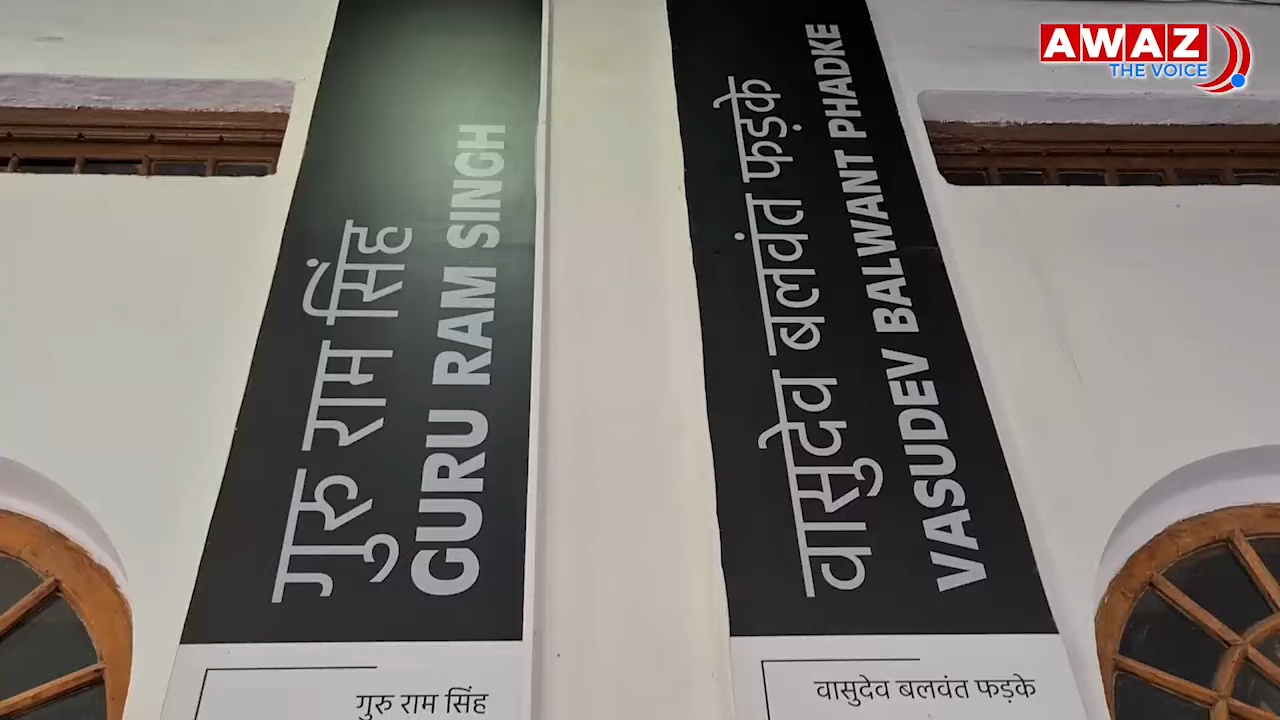 AWAZ
THE VOICE
गुरु राम सिंह
GURU RAM SINGH
गुरु राम सिंह
वासुदेव बलवंत फड़के
VASUDEV BALWANT PHADKE
वासुदेव बलवंत फड़के